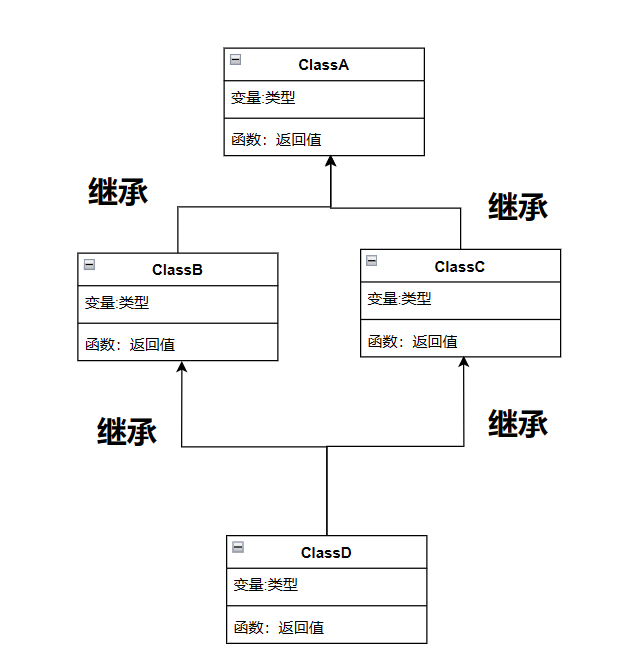 ClassA
变量:类型
函数：返回值
继承
继承
ClassB
变量:类型
函数：返回值
ClassC
变量:类型
函数：返回值
继承
继承
ClassD
变量:类型
函数：返回值